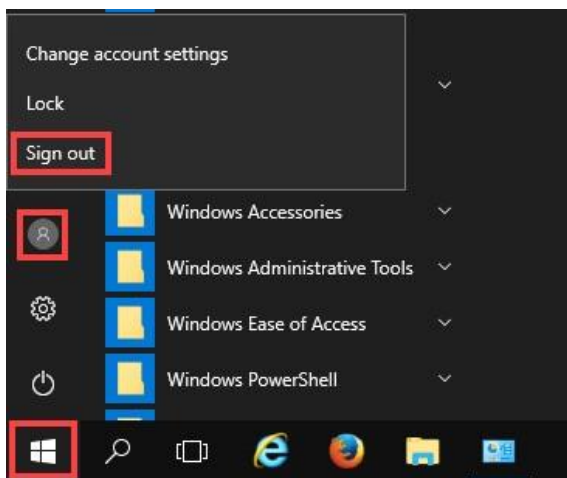 Change account settings
Lock
Sign out
Windows Accessories
Windows Administrative Tools
Windows Ease of Access
Windows PowerShell